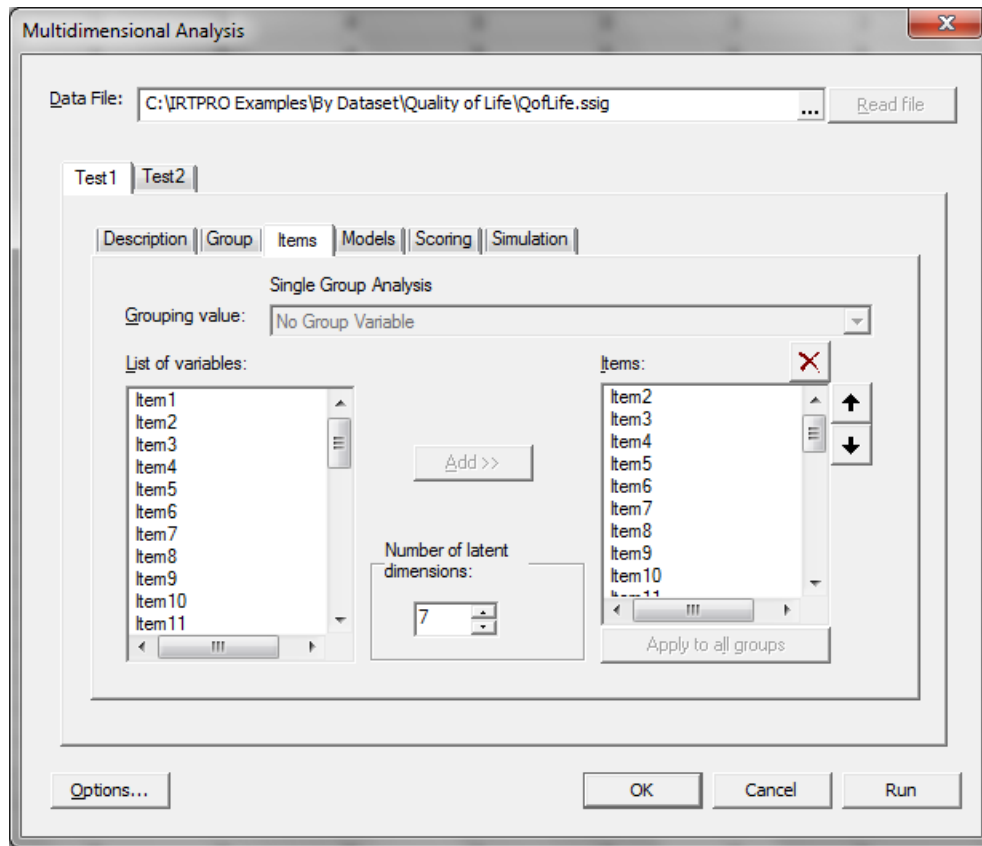 Multidimensional Analysis
Data File: C:\IRTPRO Examples\By Dataset\Quality of Life\QofLife.ssig ... Read file
Test1 Test2
Description Group Items Models Scoring Simulation
Single Group Analysis
Grouping value: No Group Variable
List of variables:
Item1
Item2
Item3
Item4
Item5
Item6
Item7
Item8
Item9
Item10
Item11
Add >>
Number of latent
dimensions:
7
Items:
Item2
Item3
Item4
Item5
Item6
Item7
Item8
Item9
Item10
Item11
Apply to all groups
Options... OK Cancel Run